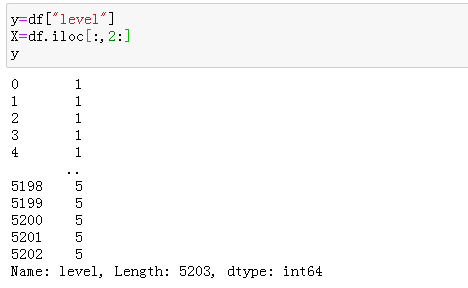 y=df["level"]
X=df.iloc[:,2:]
y
0 1
1 1
2 1
3 1
4 1
..
5198 5
5199 5
5200 5
5201 5
5202 5
Name: level, Length: 5203, dtype: int64